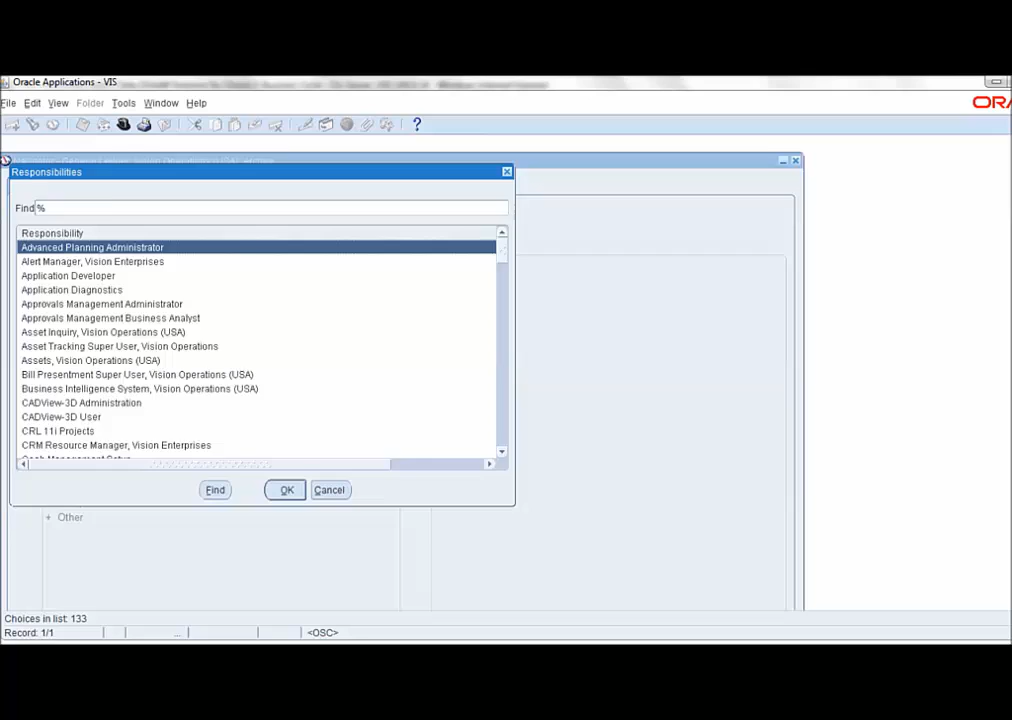 Oracle Applications - VIS
File Edit View Folder Tools Window Help
ORA
Responsibilities
Find %
Responsibility
Advanced Planning Administrator
Alert Manager, Vision Enterprises
Application Developer
Application Diagnostics
Approvals Management Administrator
Approvals Management Business Analyst
Asset Inquiry, Vision Operations (USA)
Asset Tracking Super User, Vision Operations
Assets, Vision Operations (USA)
Bill Presentment Super User, Vision Operations (USA)
Business Intelligence System, Vision Operations (USA)
CADView-3D Administration
CADView-3D User
CRL 11i Projects
CRM Resource Manager, Vision Enterprises
Find OK Cancel
+ Other
Choices in list: 133
Record: 1/1 ... <OSC>